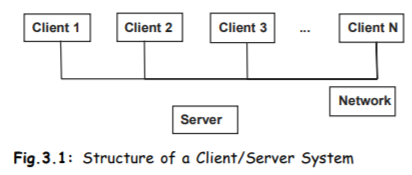 Client 1 Client 2 Client 3 ... Client N
Network
Server
Fig.3.1: Structure of a Client/Server System